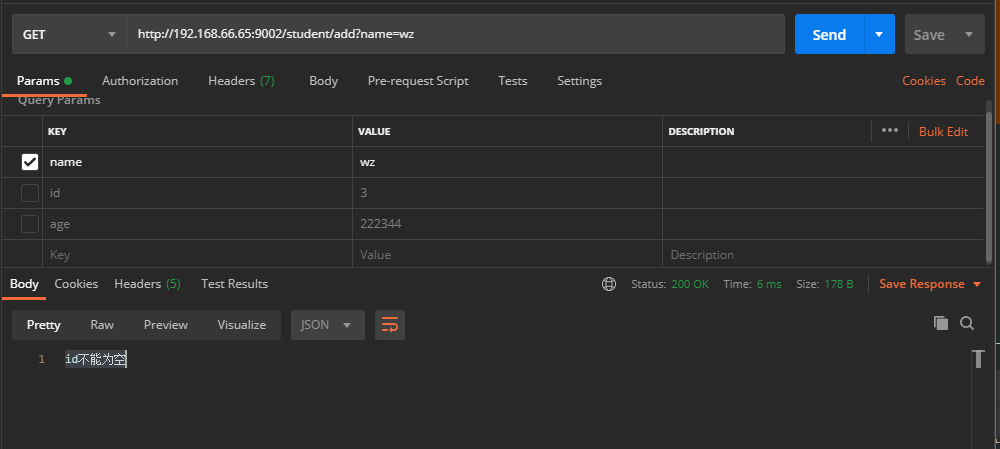 GET http://192.168.66.65:9002/student/add?name=wz Send Save
Params Authorization Headers (7) Body Pre-request Script Tests Settings Cookies Code
Query Params
KEY VALUE DESCRIPTION ••• Bulk Edit
name wz
id 3
age 222344
Key Value Description
Body Cookies Headers (5) Test Results Status: 200 OK Time: 6 ms Size: 178 B Save Response
Pretty Raw Preview Visualize JSON
1 id不能为空